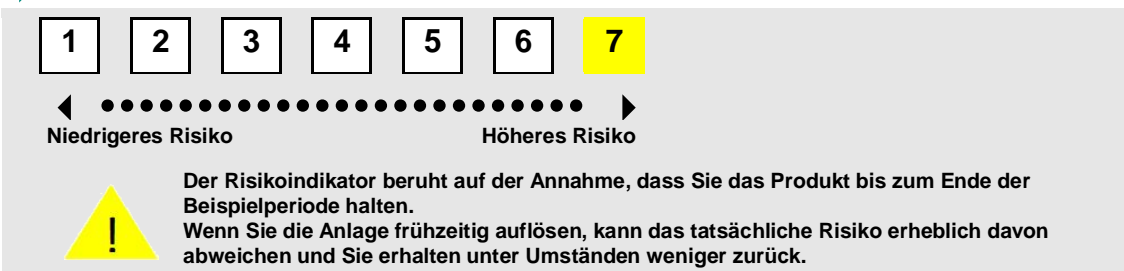 1 2 3 4 5 6 7
Niedrigeres Risiko Höheres Risiko
Der Risikoindikator beruht auf der Annahme, dass Sie das Produkt bis zum Ende der
Beispielperiode halten.
!
Wenn Sie die Anlage frühzeitig auflösen, kann das tatsächliche Risiko erheblich davon
abweichen und Sie erhalten unter Umständen weniger zurück.